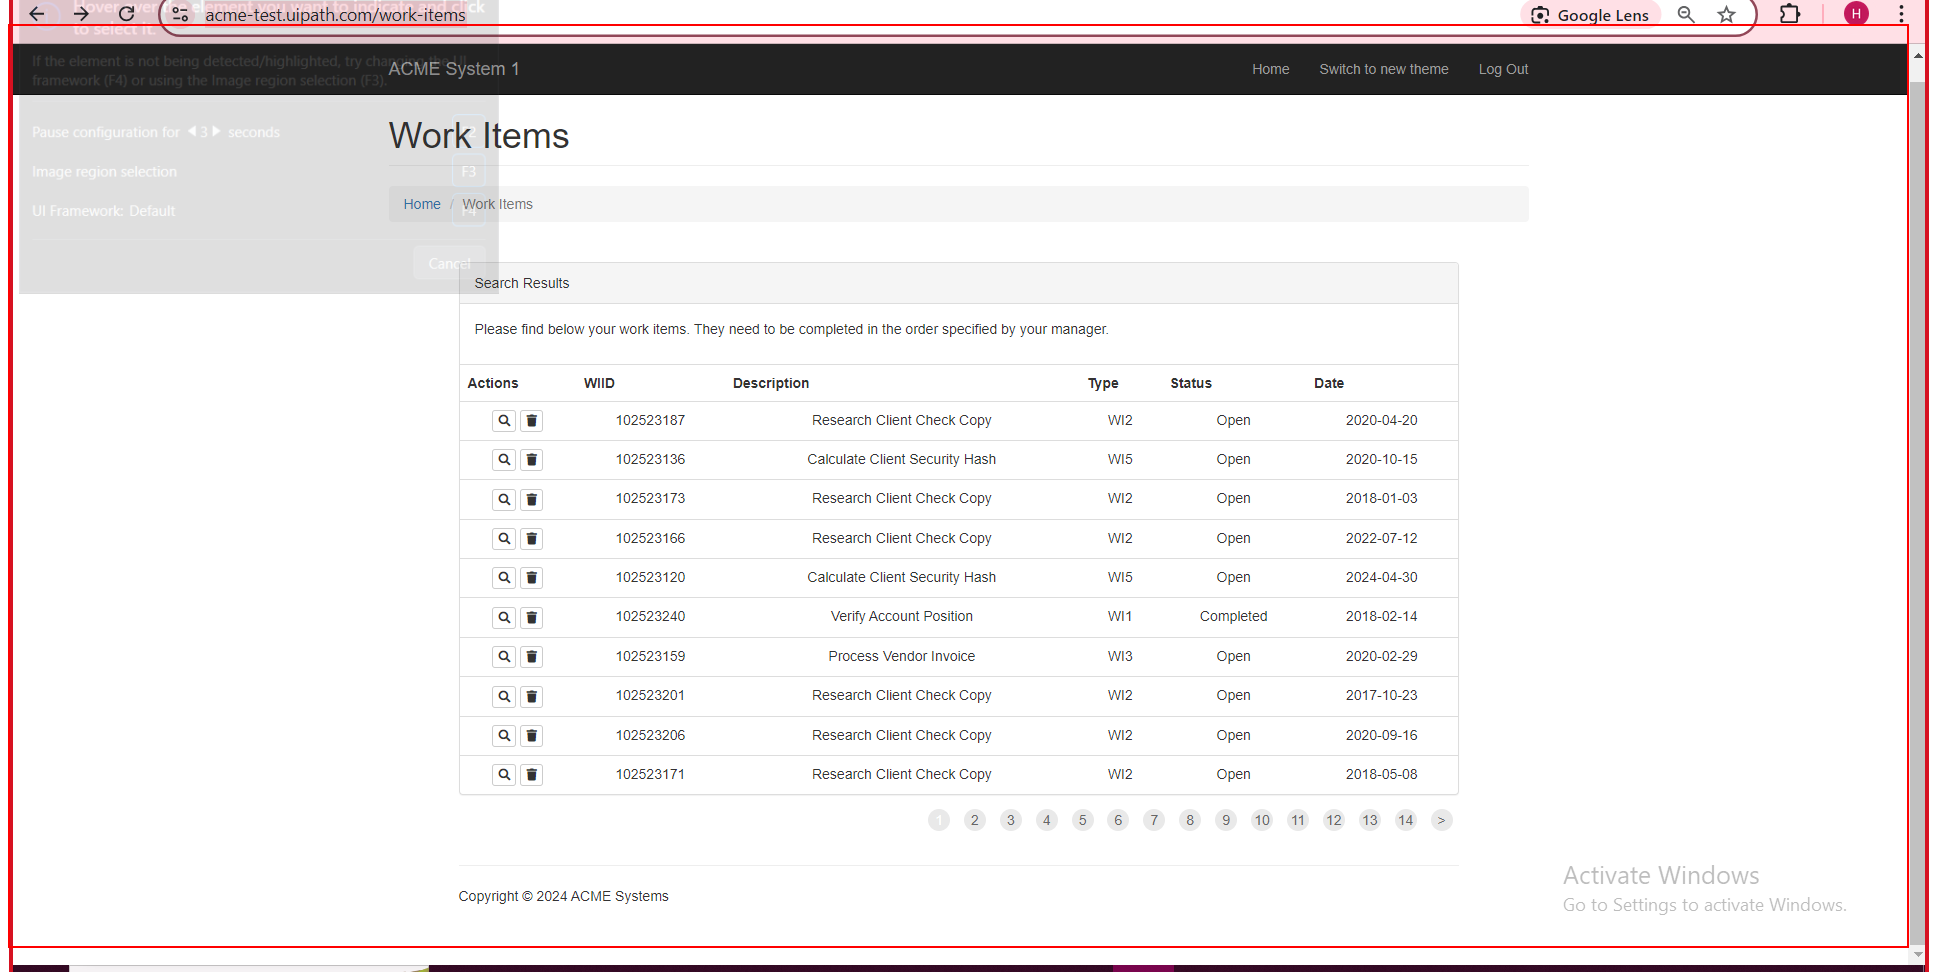 Hover over the element you want to indicate and click
to select it.
acme-test.uipath.com/work-items
Google Lens
H
If the element is not being detected/highlighted, try changing the UI
framework (F4) or using the Image region selection (F3).
ACME System 1
Home
Switch to new theme
Log Out
Pause configuration for 3 seconds
Image region selection
F3
UI Framework: Default
F4
Cancel
Work Items
Home / Work Items
Search Results
Please find below your work items. They need to be completed in the order specified by your manager.
Actions WIID Description Type Status Date
102523187 Research Client Check Copy WI2 Open 2020-04-20
102523136 Calculate Client Security Hash WI5 Open 2020-10-15
102523173 Research Client Check Copy WI2 Open 2018-01-03
102523166 Research Client Check Copy WI2 Open 2022-07-12
102523120 Calculate Client Security Hash WI5 Open 2024-04-30
102523240 Verify Account Position WI1 Completed 2018-02-14
102523159 Process Vendor Invoice WI3 Open 2020-02-29
102523201 Research Client Check Copy WI2 Open 2017-10-23
102523206 Research Client Check Copy WI2 Open 2020-09-16
102523171 Research Client Check Copy WI2 Open 2018-05-08
1 2 3 4 5 6 7 8 9 10 11 12 13 14 >
Copyright © 2024 ACME Systems
Activate Windows
Go to Settings to activate Windows.